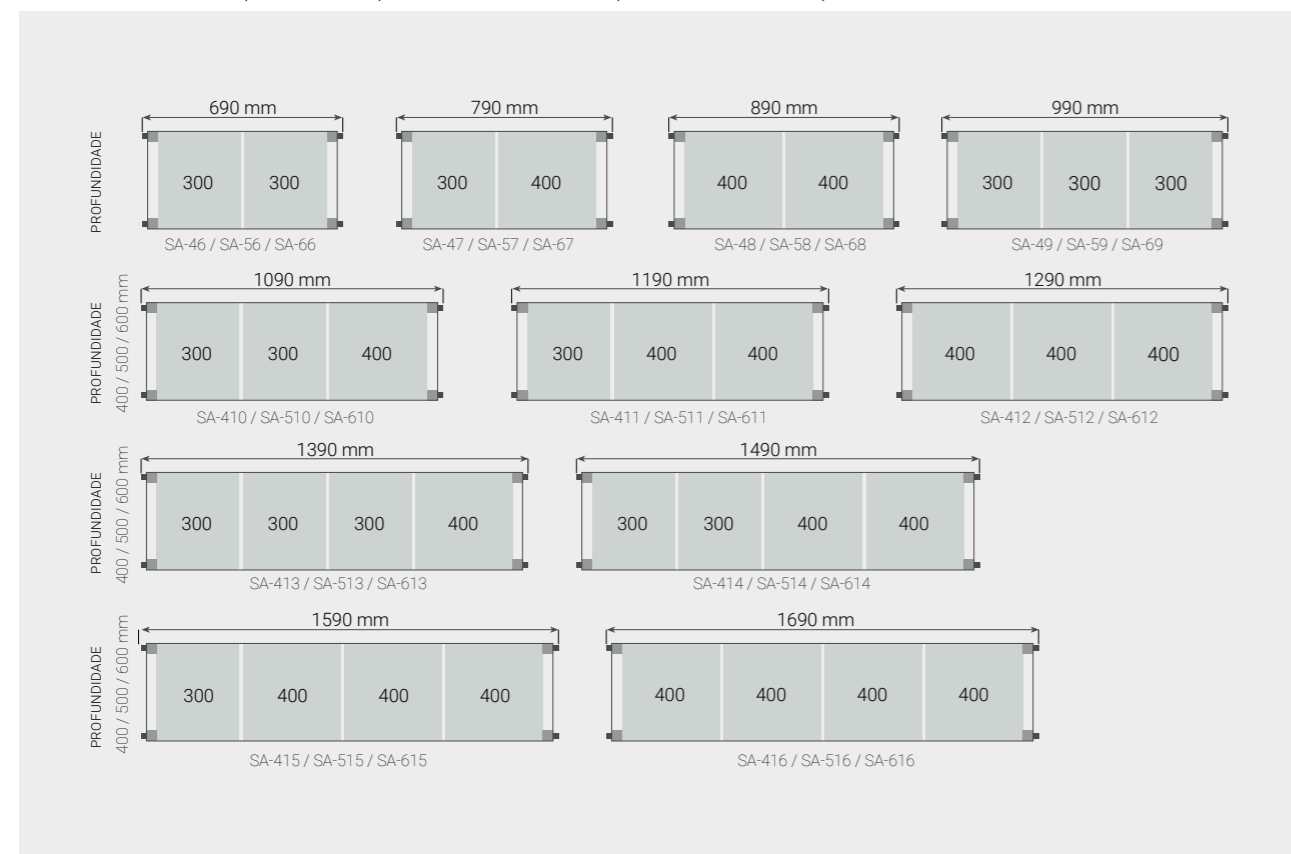 690 mm
790 mm
890 mm
990 mm
PROFUNDIDADE
300 300
300 400
400 400
300 300 300
SA-46 / SA-56 / SA-66
SA-47 / SA-57 / SA-67
SA-48 / SA-58 / SA-68
SA-49 / SA-59 / SA-69
1090 mm
1190 mm
1290 mm
PROFUNDIDADE
400 / 500 / 600 mm
300 300 400
300 400 400
400 400 400
SA-410 / SA-510 / SA-610
SA-411 / SA-511 / SA-611
SA-412 / SA-512 / SA-612
1390 mm
1490 mm
PROFUNDIDADE
400 / 500 / 600 mm
300 300 300 400
300 300 400 400
SA-413 / SA-513 / SA-613
SA-414 / SA-514 / SA-614
1590 mm
1690 mm
PROFUNDIDADE
400 / 500 / 600 mm
300 400 400 400
400 400 400 400
SA-415 / SA-515 / SA-615
SA-416 / SA-516 / SA-616